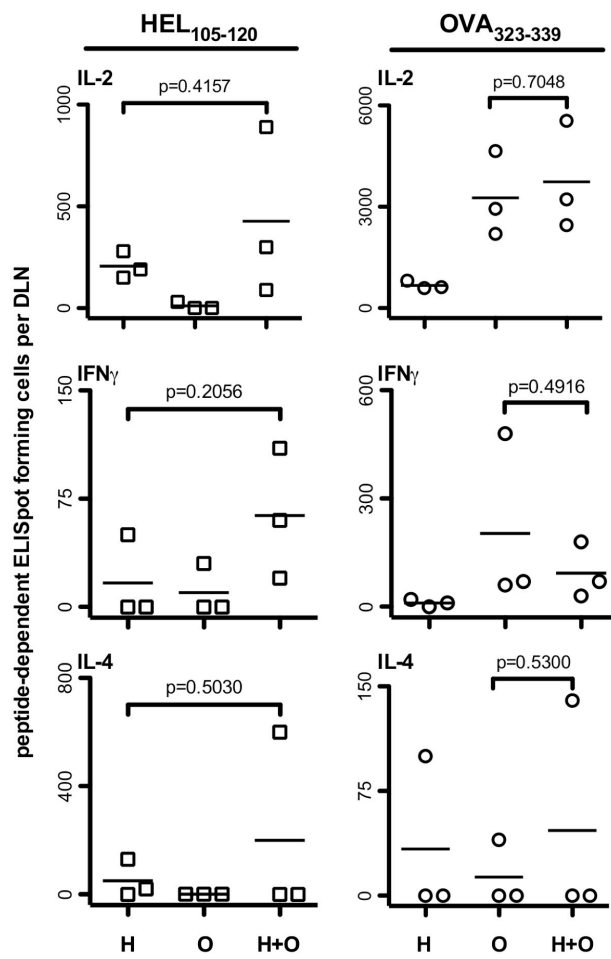 HEL105-120
OVA323-339
peptide-dependent ELISpot forming cells per DLN
IL-2
p=0.4157
1000
500
0
IL-2
p=0.7048
6000
3000
0
IFNγ
p=0.2056
150
75
0
IFNγ
p=0.4916
600
300
0
IL-4
p=0.5030
800
400
0
H O H+O
IL-4
p=0.5300
150
75
0
H O H+O